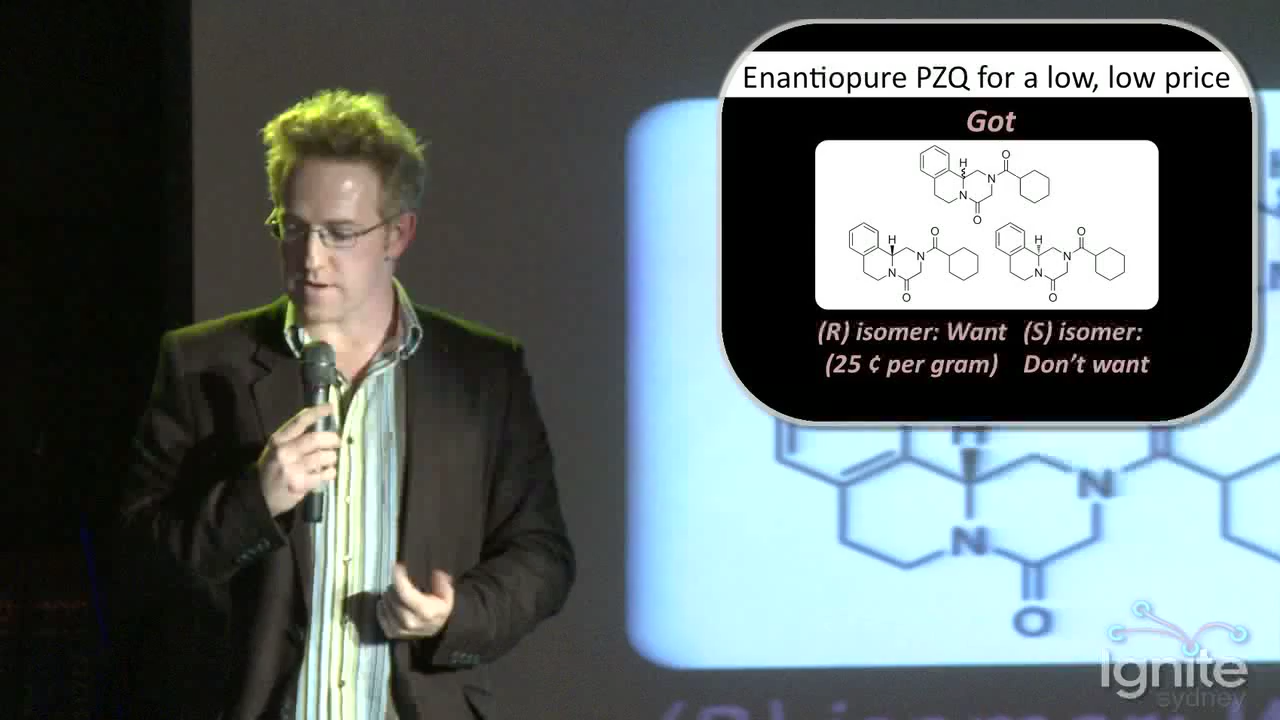 Enantiopure PZQ for a low, low price
Got
H
O
N
N
O
H
O
N
N
O
H
O
N
N
O
(R) isomer: Want
(25 ¢ per gram)
(S) isomer:
Don't want
H
N
N
O
Ignite
sydney